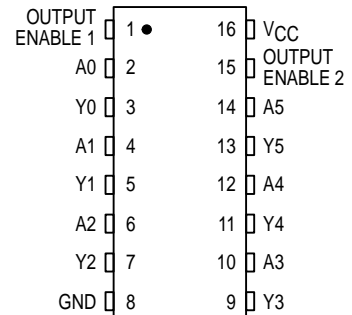 OUTPUT
ENABLE 1 1 16 VCC
A0 2 15 OUTPUT
ENABLE 2
Y0 3 14 A5
A1 4 13 Y5
Y1 5 12 A4
A2 6 11 Y4
Y2 7 10 A3
GND 8 9 Y3